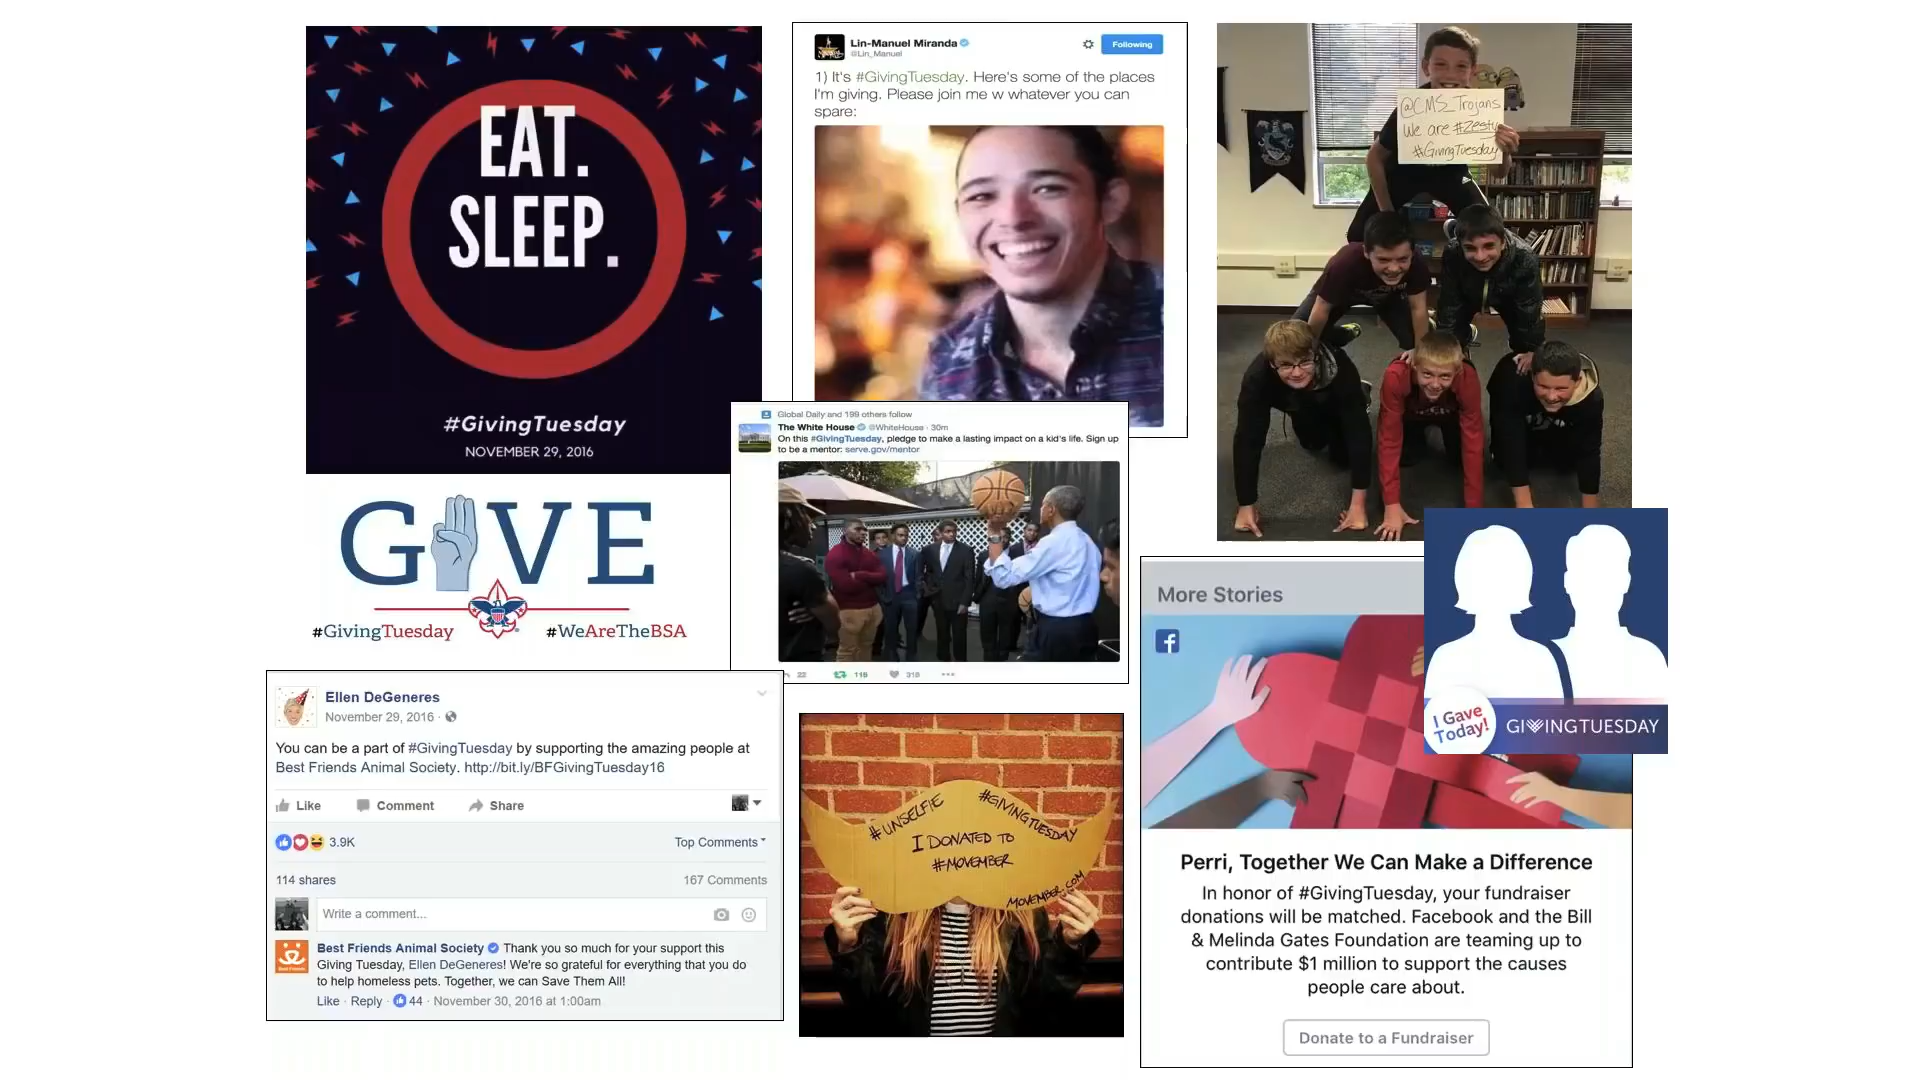 EAT.
SLEEP.
#GivingTuesday
NOVEMBER 29, 2016
Lin-Manuel Miranda
@Lin_Manuel
Following
1) It's #GivingTuesday. Here's some of the places
I'm giving. Please join me w whatever you can
spare:
@CMS_Trojans
We are #Zesty
#GivingTuesday
Global Daily and 199 others follow
The White House @WhiteHouse · 30m
On this #GivingTuesday, pledge to make a lasting impact on a kid's life. Sign up
to be a mentor: serve.gov/mentor
22 118 318 •••
GIVE
#GivingTuesday #WeAreTheBSA
Ellen DeGeneres
November 29, 2016 ·
You can be a part of #GivingTuesday by supporting the amazing people at
Best Friends Animal Society. http://bit.ly/BFGivingTuesday16
Like Comment Share
3.9K Top Comments
114 shares 167 Comments
Write a comment...
Best Friends Animal Society Thank you so much for your support this
Giving Tuesday, Ellen DeGeneres! We're so grateful for everything that you do
to help homeless pets. Together, we can Save Them All!
Like · Reply · 44 · November 30, 2016 at 1:00am
#UNSELFIE #GIVINGTUESDAY
I DONATED TO
#MOVEMBER
MOVEMBER.COM
More Stories
I Gave
Today!
GIVINGTUESDAY
Perri, Together We Can Make a Difference
In honor of #GivingTuesday, your fundraiser
donations will be matched. Facebook and the Bill
& Melinda Gates Foundation are teaming up to
contribute $1 million to support the causes
people care about.
Donate to a Fundraiser